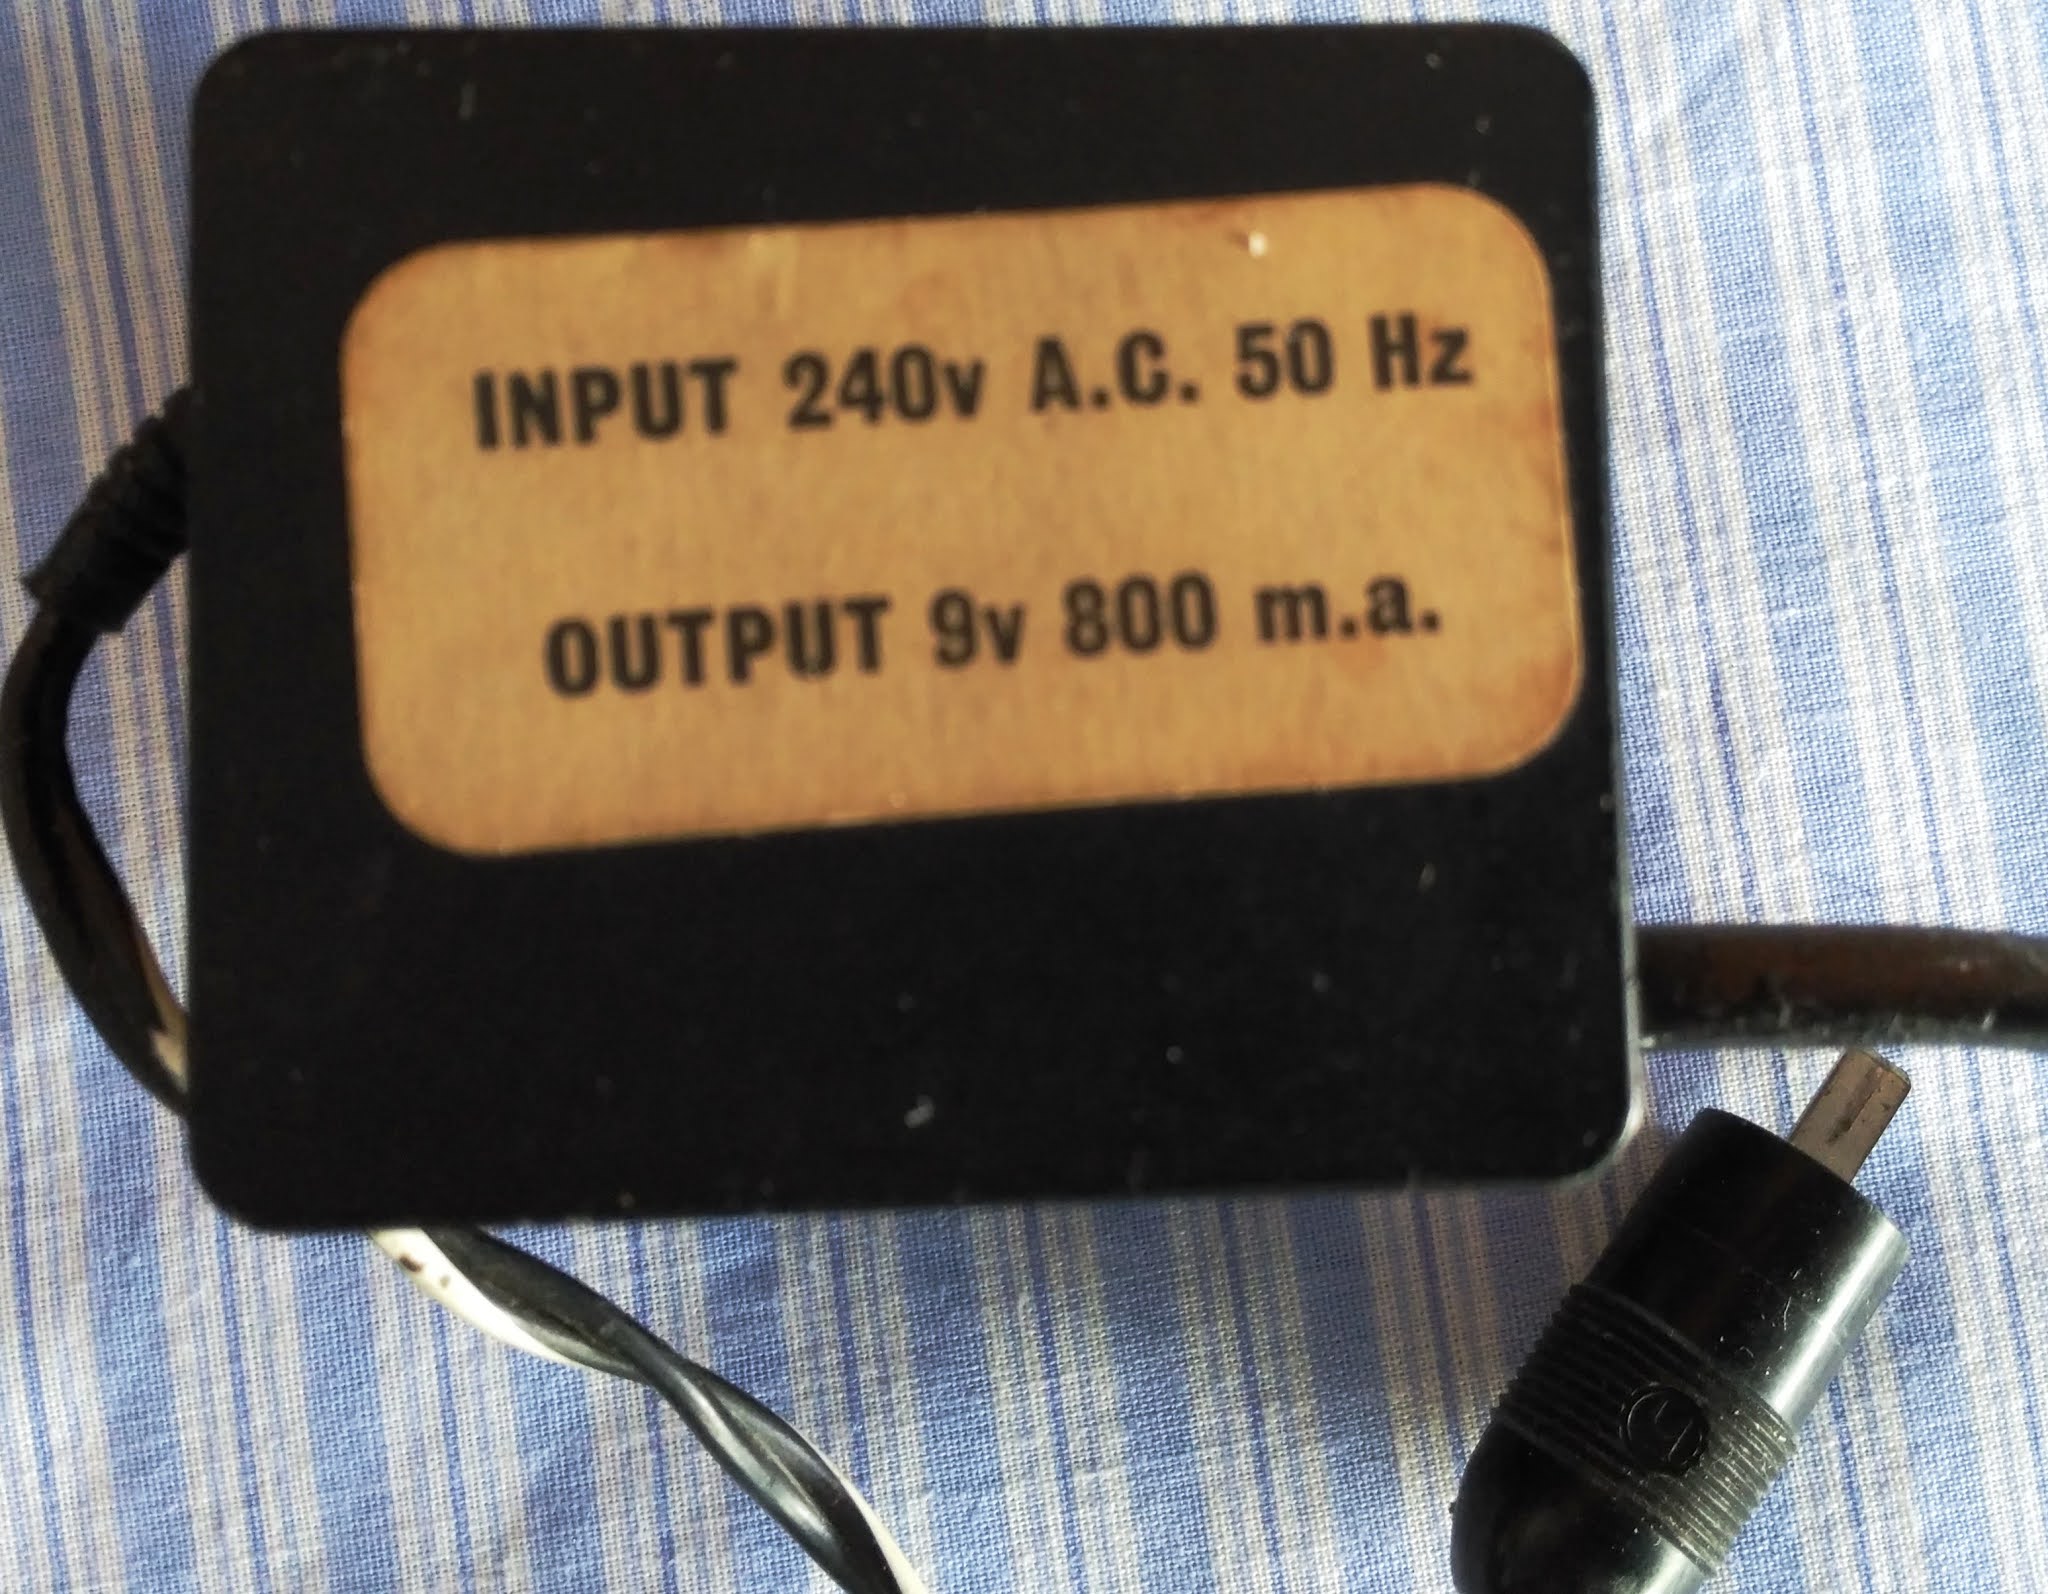 INPUT 240v A.C. 50 Hz
OUTPUT 9v 800 m.a.